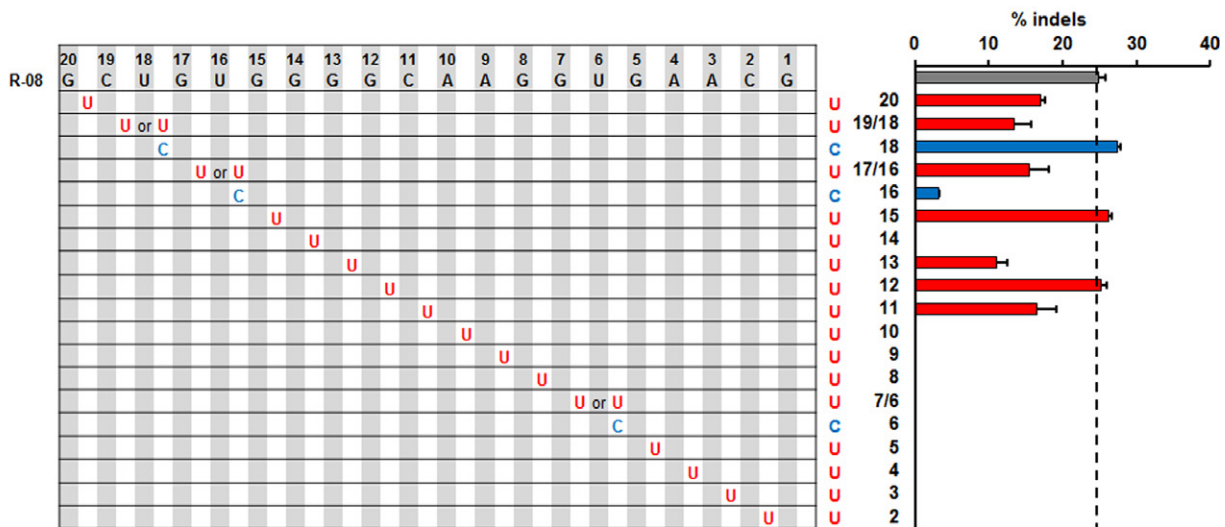 % indels
0 10 20 30 40
20 19 18 17 16 15 14 13 12 11 10 9 8 7 6 5 4 3 2 1
R-08 G C U G U G G G G C A A G G U G A A C G
U U 20
U or U U 19/18
C C 18
U or U U 17/16
C C 16
U U 15
U U 14
U U 13
U U 12
U U 11
U U 10
U U 9
U U 8
U or U U 7/6
C C 6
U U 5
U U 4
U U 3
U U 2